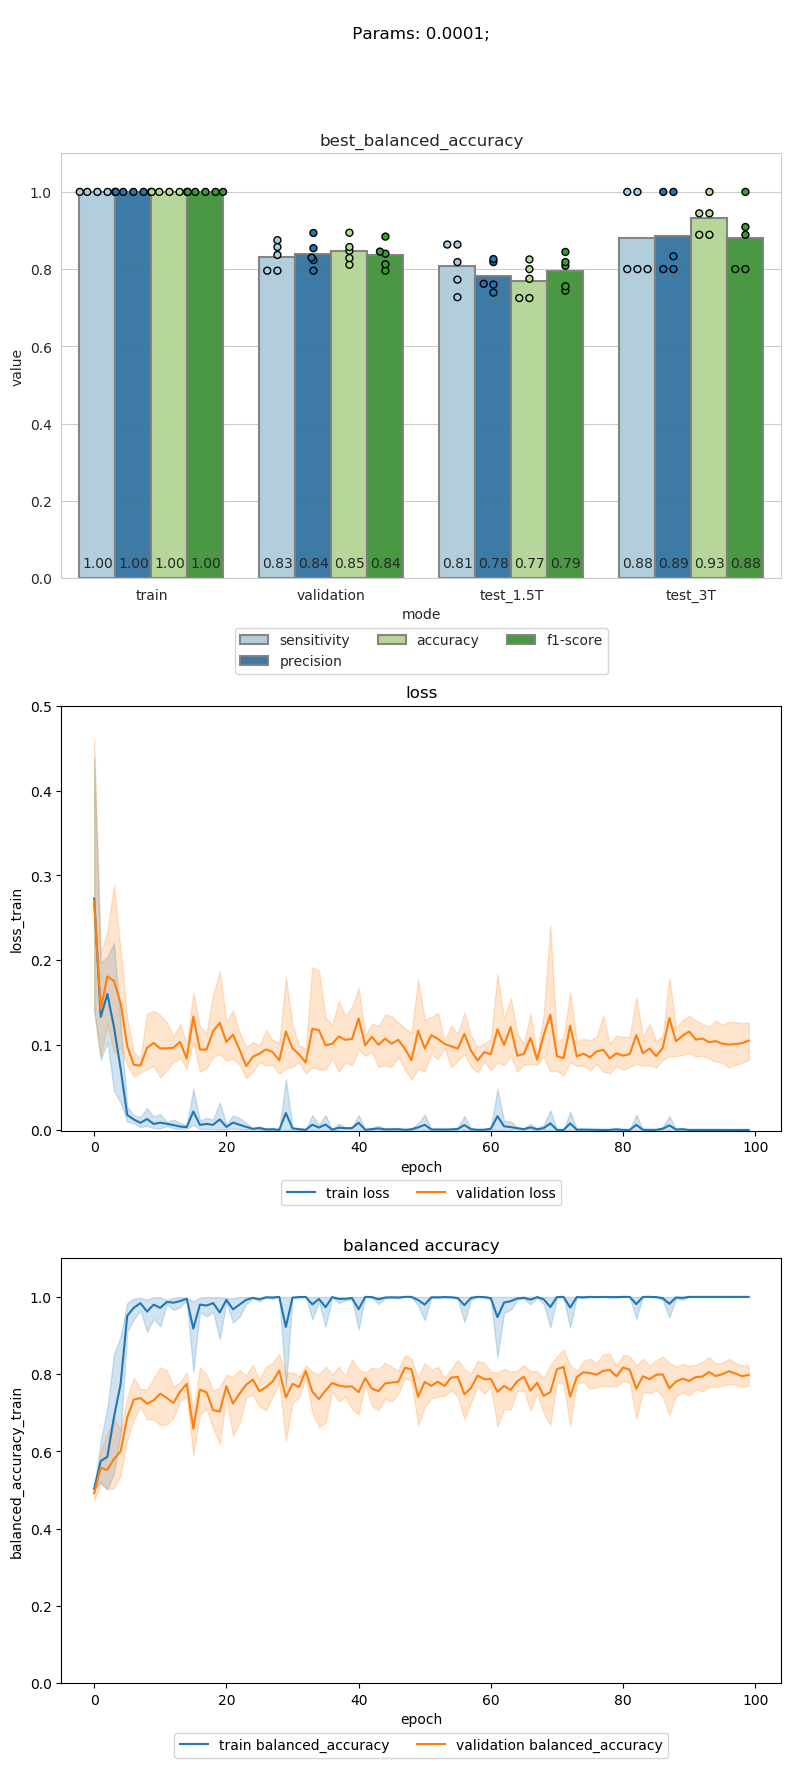 Params: 0.0001;
best_balanced_accuracy
1.0
0.8
0.6
0.4
0.2
0.0
value
1.00 1.00 1.00 1.00 0.83 0.84 0.85 0.84 0.81 0.78 0.77 0.79 0.88 0.89 0.93 0.88
train validation test_1.5T test_3T
mode
sensitivity accuracy f1-score
precision
loss
0.5
0.4
0.3
0.2
0.1
0.0
loss_train
0 20 40 60 80 100
epoch
train loss validation loss
balanced accuracy
1.0
0.8
0.6
0.4
0.2
0.0
balanced_accuracy_train
0 20 40 60 80 100
epoch
train balanced_accuracy validation balanced_accuracy